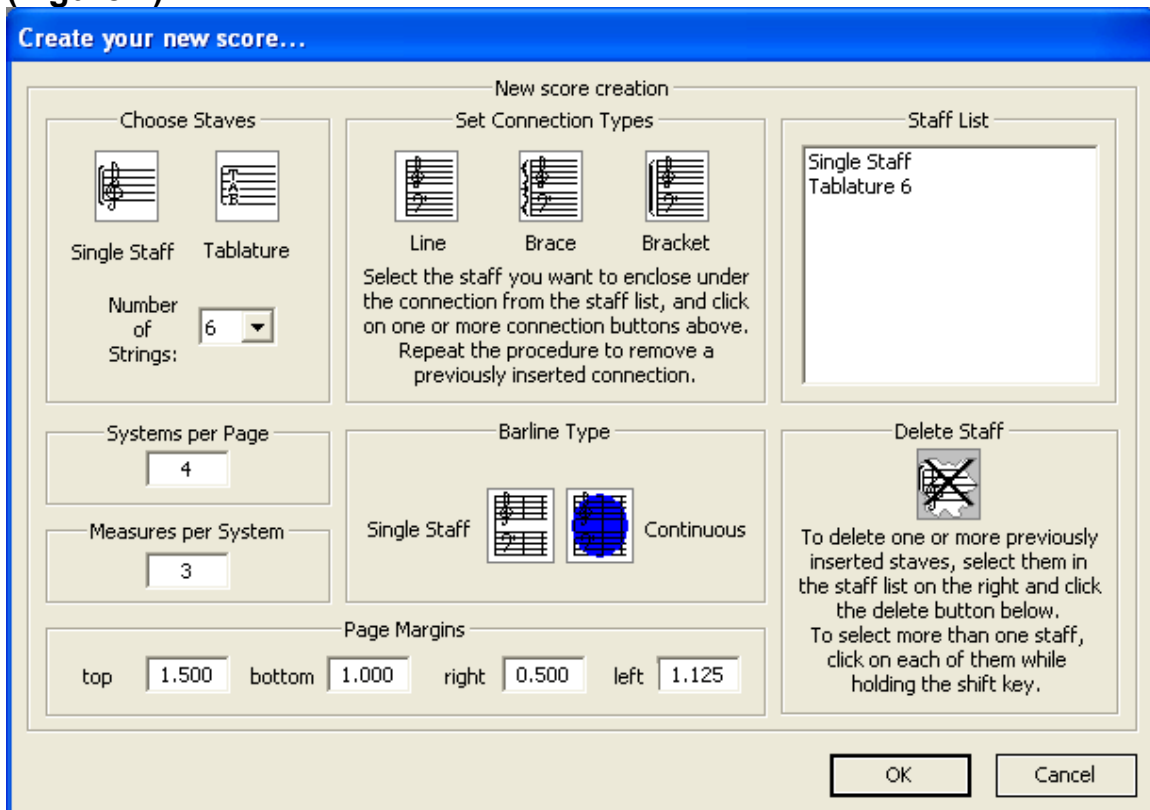 Create your new score...
New score creation
Choose Staves
Single Staff
Tablature
Number
of
Strings:
6
Set Connection Types
Line
Brace
Bracket
Select the staff you want to enclose under
the connection from the staff list, and click
on one or more connection buttons above.
Repeat the procedure to remove a
previously inserted connection.
Staff List
Single Staff
Tablature 6
Systems per Page
4
Measures per System
3
Barline Type
Single Staff
Continuous
Delete Staff
To delete one or more previously
inserted staves, select them in
the staff list on the right and click
the delete button below.
To select more than one staff,
click on each of them while
holding the shift key.
Page Margins
top 1.500 bottom 1.000 right 0.500 left 1.125
OK
Cancel